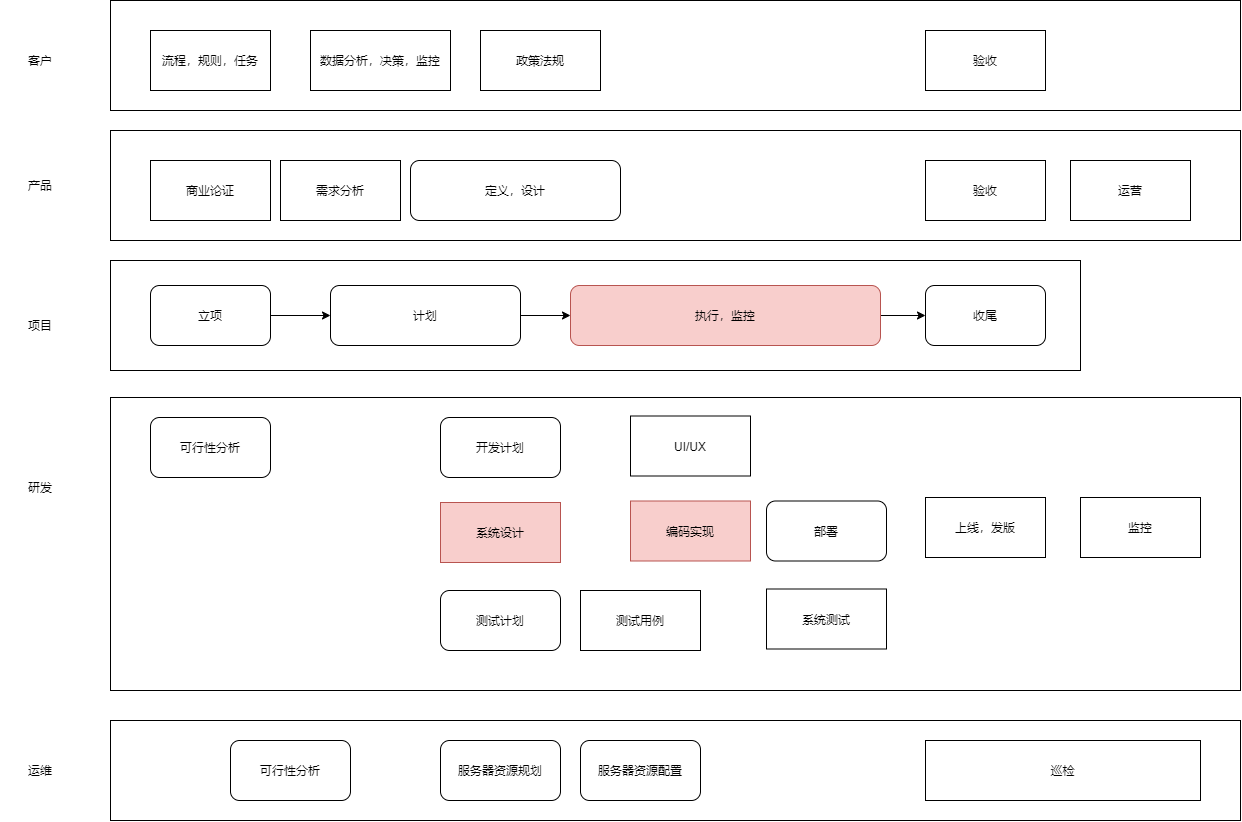 客户
流程，规则，任务
数据分析，决策，监控
政策法规
验收
产品
商业论证
需求分析
定义，设计
验收
运营
项目
立项
计划
执行，监控
收尾
研发
可行性分析
开发计划
UI/UX
系统设计
编码实现
部署
上线，发版
监控
测试计划
测试用例
系统测试
运维
可行性分析
服务器资源规划
服务器资源配置
巡检